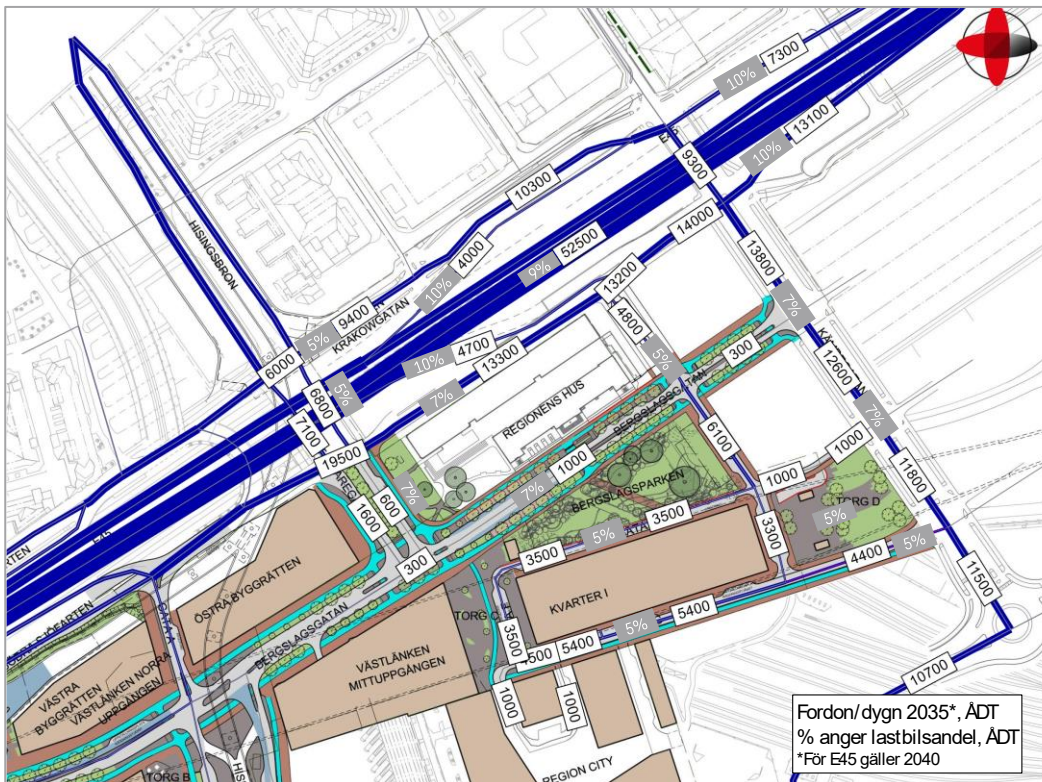 10%
7300
10%
13100
9300
10300
4000
10%
52500
9%
14000
13800
7%
HISINGSBRON
9400
5%
KRAKOWGATAN
6000
6800
5%
7100
13200
4700
10%
13300
7%
4800
5%
300
12600
7%
REGIONENS HUS
BERGSLAGSGATAN
6100
19500
1600
600
7%
1000
7%
BERGSLAGSPARKEN
1000
1000
11800
TORG D
5%
3500
5%
3500
3300
4400
5%
11500
300
ÖSTRA BYGGRÄTTEN
BERGSLAGSGATAN
KVARTER I
TORG C
3500
5400
5%
4500
5400
VÄSTLÄNKEN
MITTUPPGÅNGEN
1000
1000
10700
GATA A
VÄSTRA
BYGGRÄTTEN
VÄSTLÄNKEN NORRA
UPPGÅNGEN
TORG B
REGION CITY
Fordon/dygn 2035*, ÅDT
% anger lastbilsandel, ÅDT
*För E45 gäller 2040